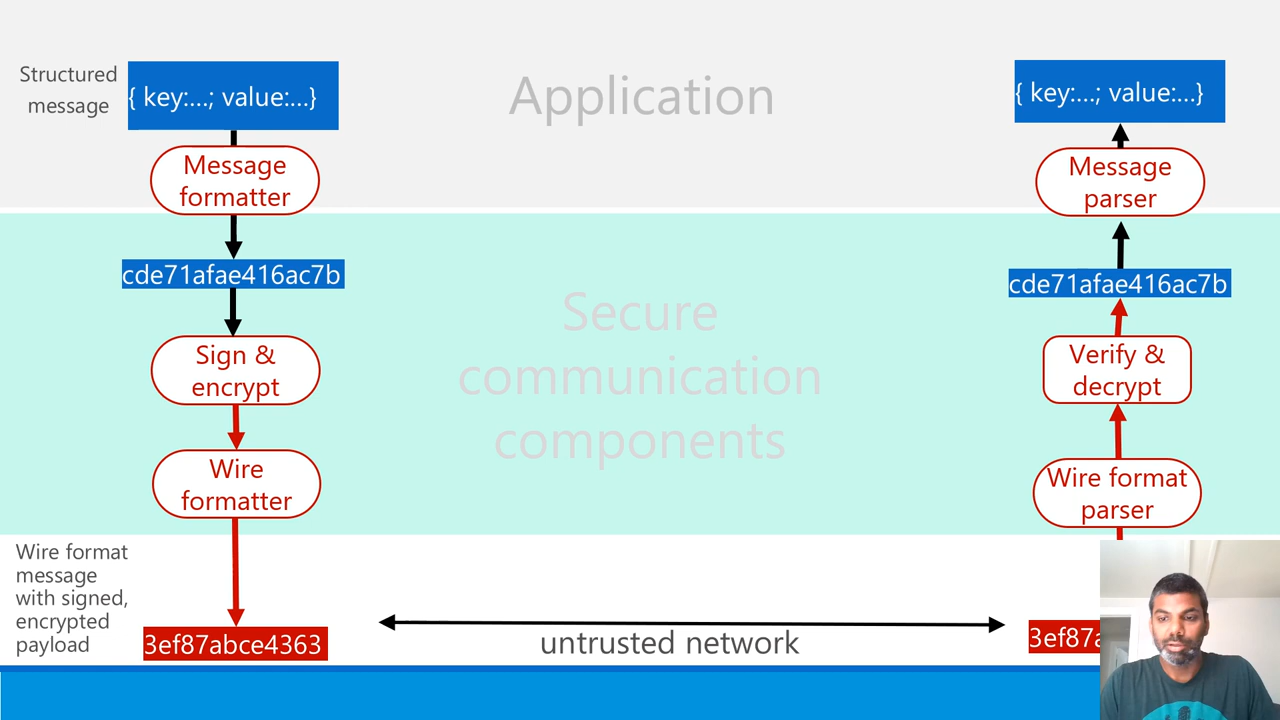 Structured
message
{ key:...; value:...}
Application
{ key:...; value:...}
Message
formatter
Message
parser
cde71afae416ac7b
cde71afae416ac7b
Secure
communication
components
Sign &
encrypt
Verify &
decrypt
Wire
formatter
Wire format
parser
Wire format
message
with signed,
encrypted
payload
3ef87abce4363
untrusted network
3ef87a